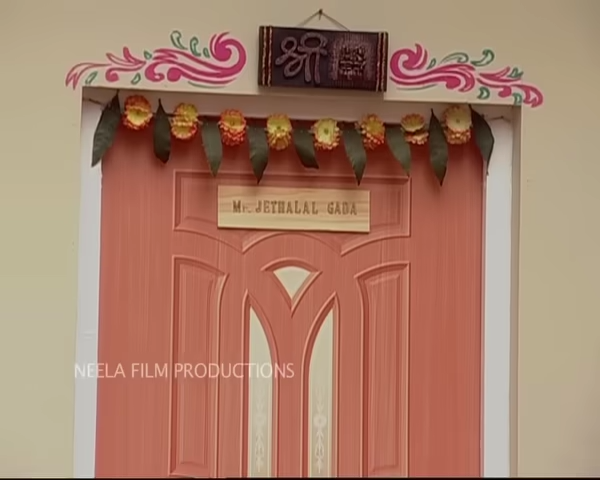 श्री
Mr. JETHALAL GADA
NEELA FILM PRODUCTIONS